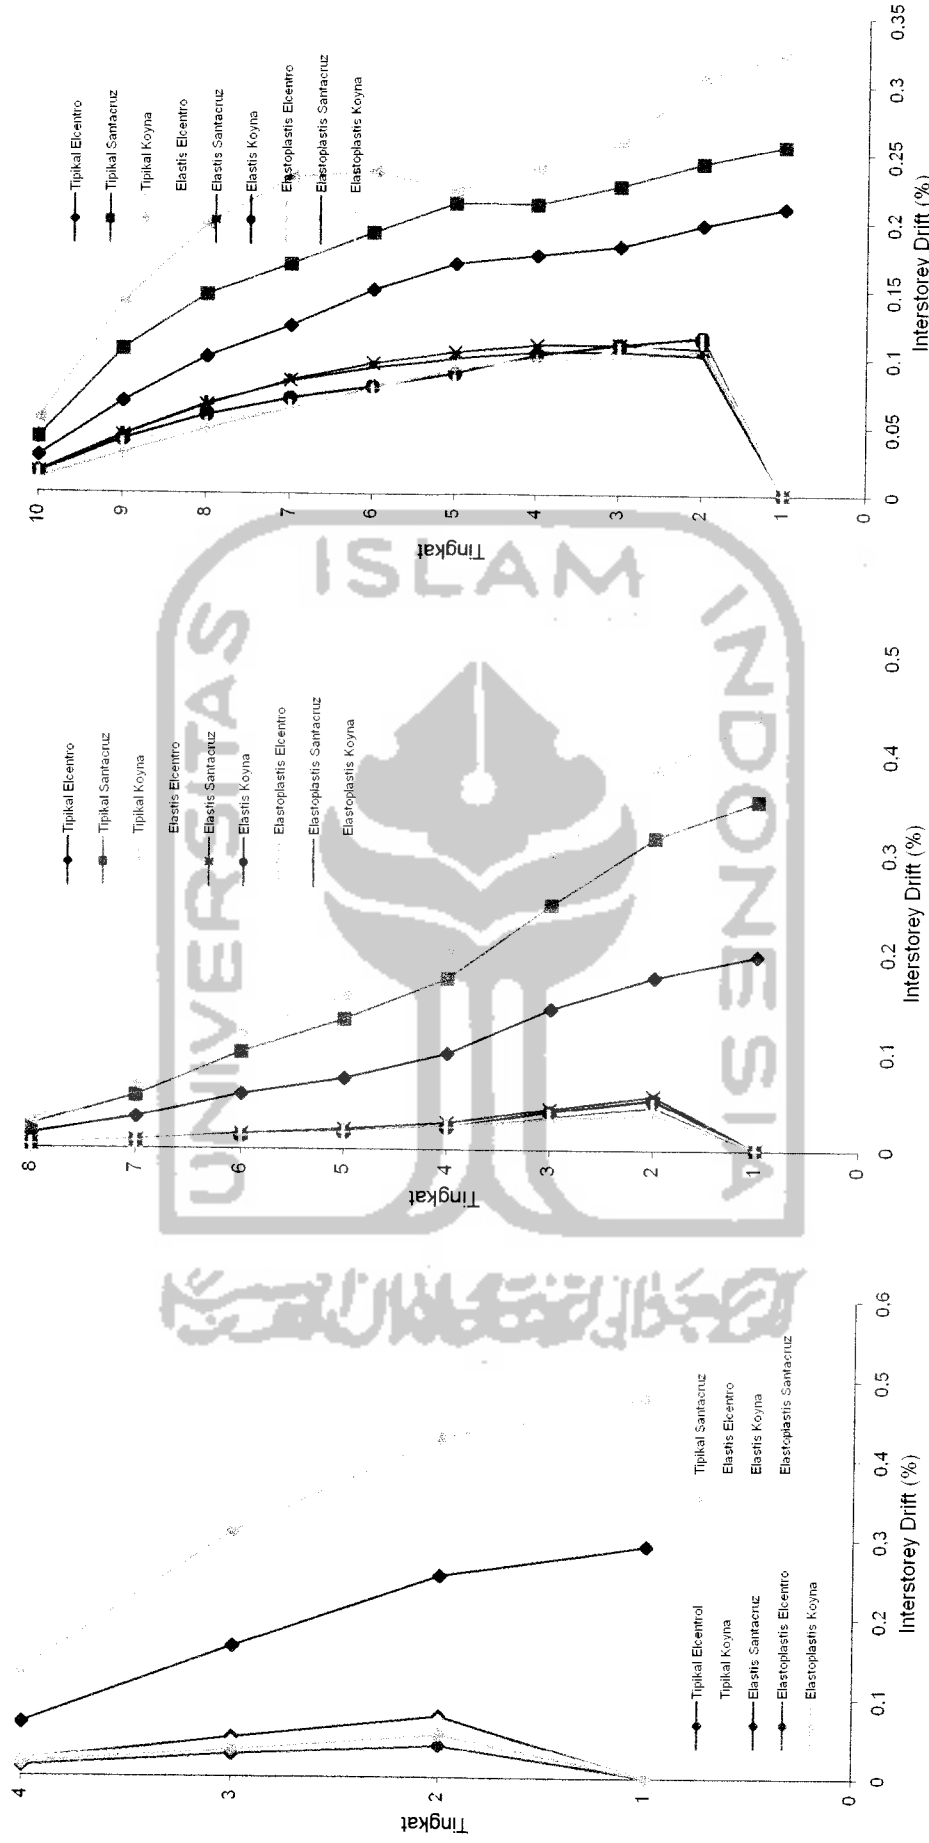 4
3
2
1
0
Tingkat
0
0.1
0.2
0.3
0.4
0.5
0.6
Interstorey Drift (%)
Tipikal Elcentrol
Tipikal Koyna
Elastis Santacruz
Elastoplastis Elcentro
Elastoplastis Koyna
Tipikal Santacruz
Elastis Elcentro
Elastis Koyna
Elastoplastis Santacruz
8
7
6
5
4
3
2
1
0
Tingkat
0
0.1
0.2
0.3
0.4
0.5
Interstorey Drift (%)
Tipikal Elcentro
Tipikal Santacruz
Tipikal Koyna
Elastis Elcentro
Elastis Santacruz
Elastis Koyna
Elastoplastis Elcentro
Elastoplastis Santacruz
Elastoplastis Koyna
10
9
8
7
6
5
4
3
2
1
0
Tingkat
0
0.05
0.1
0.15
0.2
0.25
0.3
0.35
Interstorey Drift (%)
Tipikal Elcentro
Tipikal Santacruz
Tipikal Koyna
Elastis Elcentro
Elastis Santacruz
Elastis Koyna
Elastoplastis Elcentro
Elastoplastis Santacruz
Elastoplastis Koyna
UNIVERSITAS
ISLAM
INDONESIA